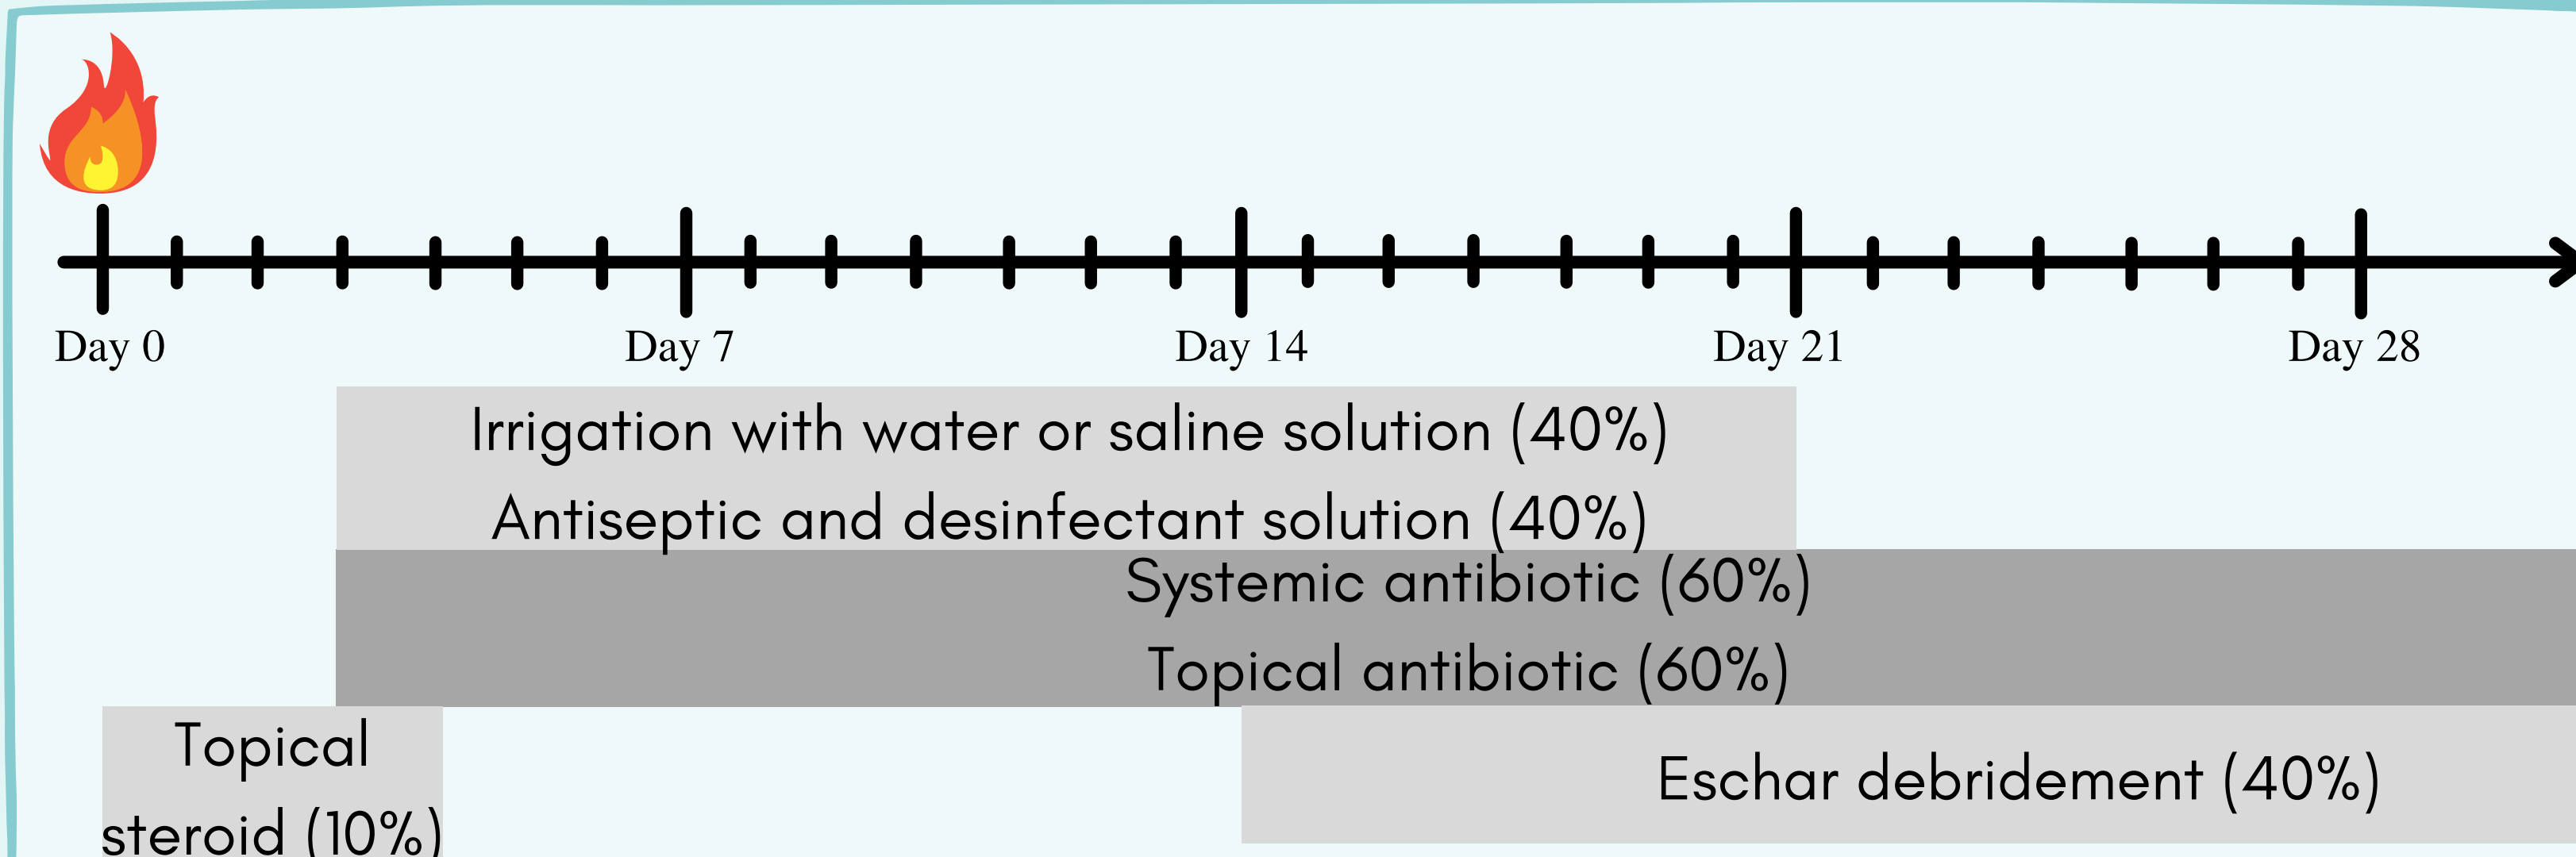 Day 0
Day 7
Day 14
Day 21
Day 28
Irrigation with water or saline solution (40%)
Antiseptic and desinfectant solution (40%)
Systemic antibiotic (60%)
Topical antibiotic (60%)
Topical
steroid (10%)
Eschar debridement (40%)